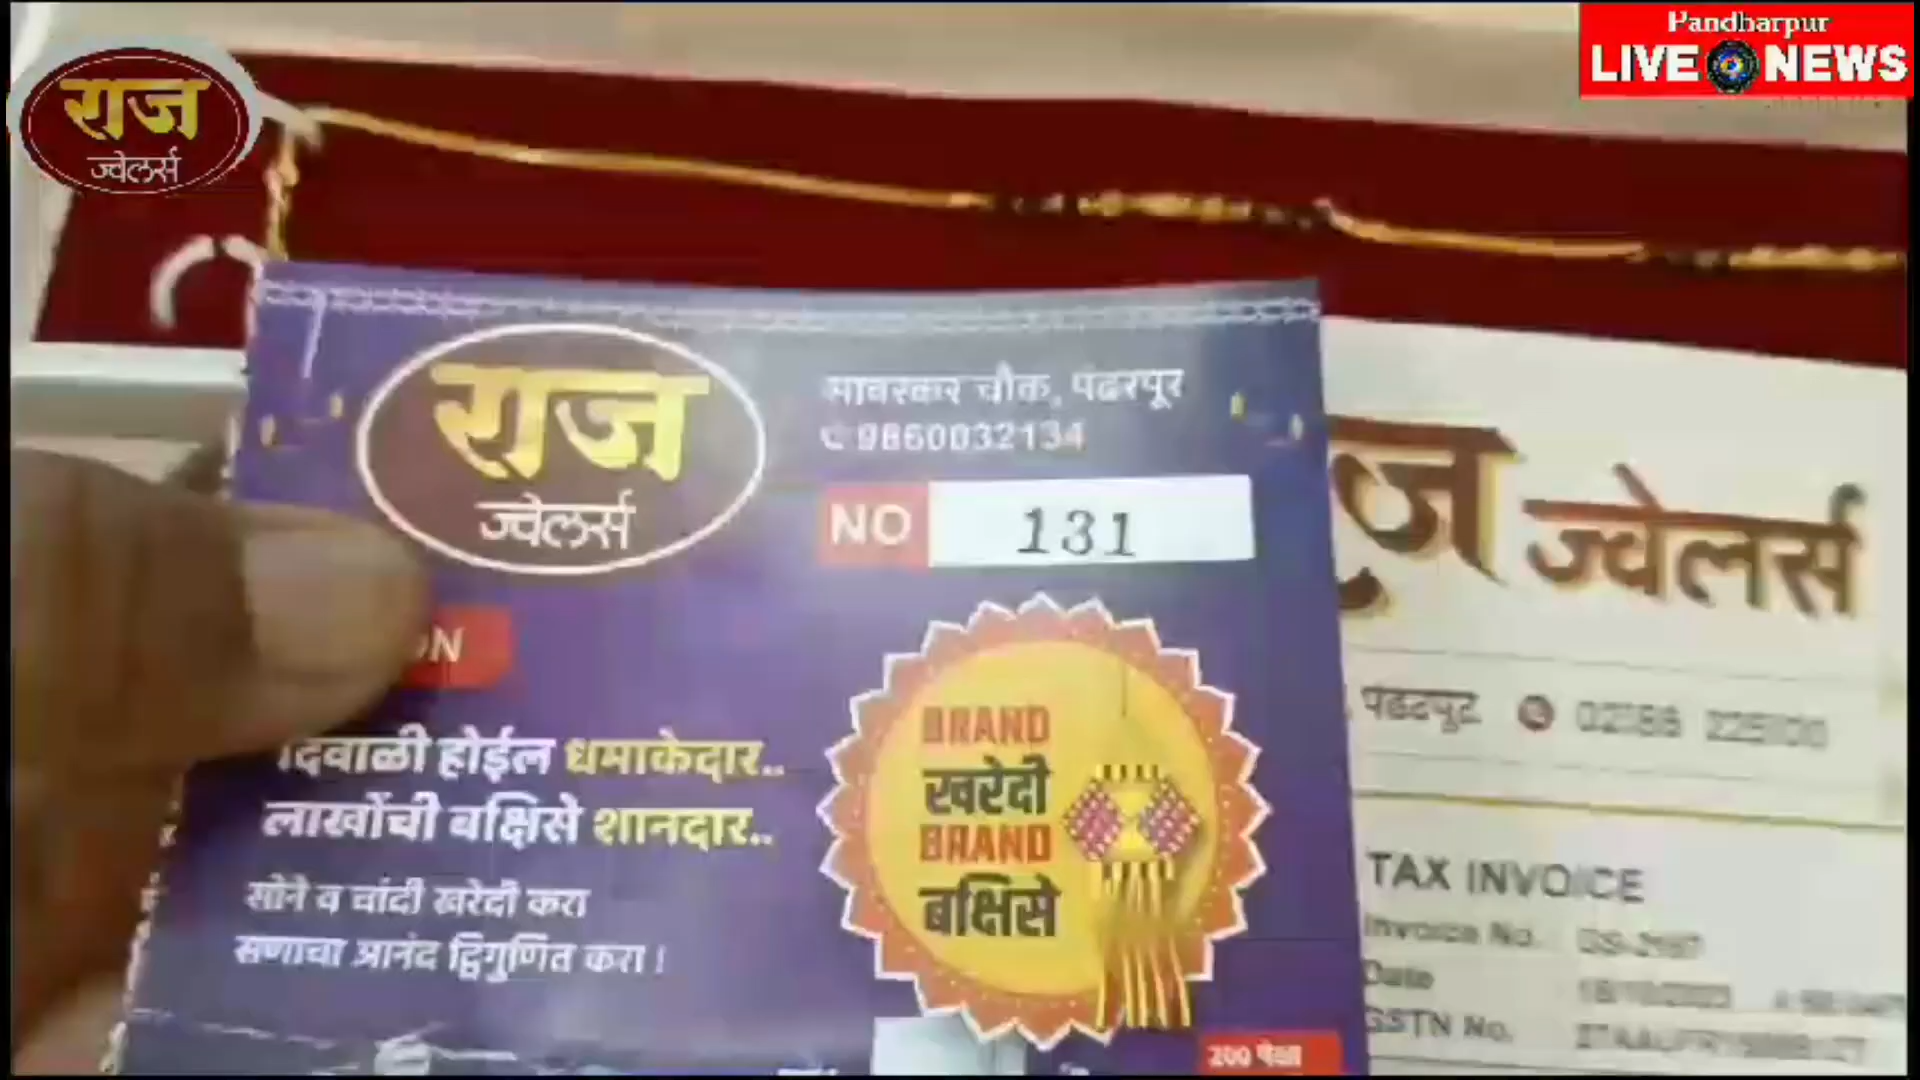 Pandharpur
LIVE NEWS
राज
ज्वेलर्स
राज
ज्वेलर्स
सावरकर चौक, पंढरपूर
9860032134
NO 131
दिवाळी होईल धमाकेदार..
लाखोंची बक्षिसे शानदार..
सोने व चांदी खरेदी करा
सणाचा आनंद द्विगुणित करा !
BRAND
खरेदी
BRAND
बक्षिसे
ज्वेलर्स
पंढरपूर
TAX INVOICE
Invoice No.
Date
GSTN No.